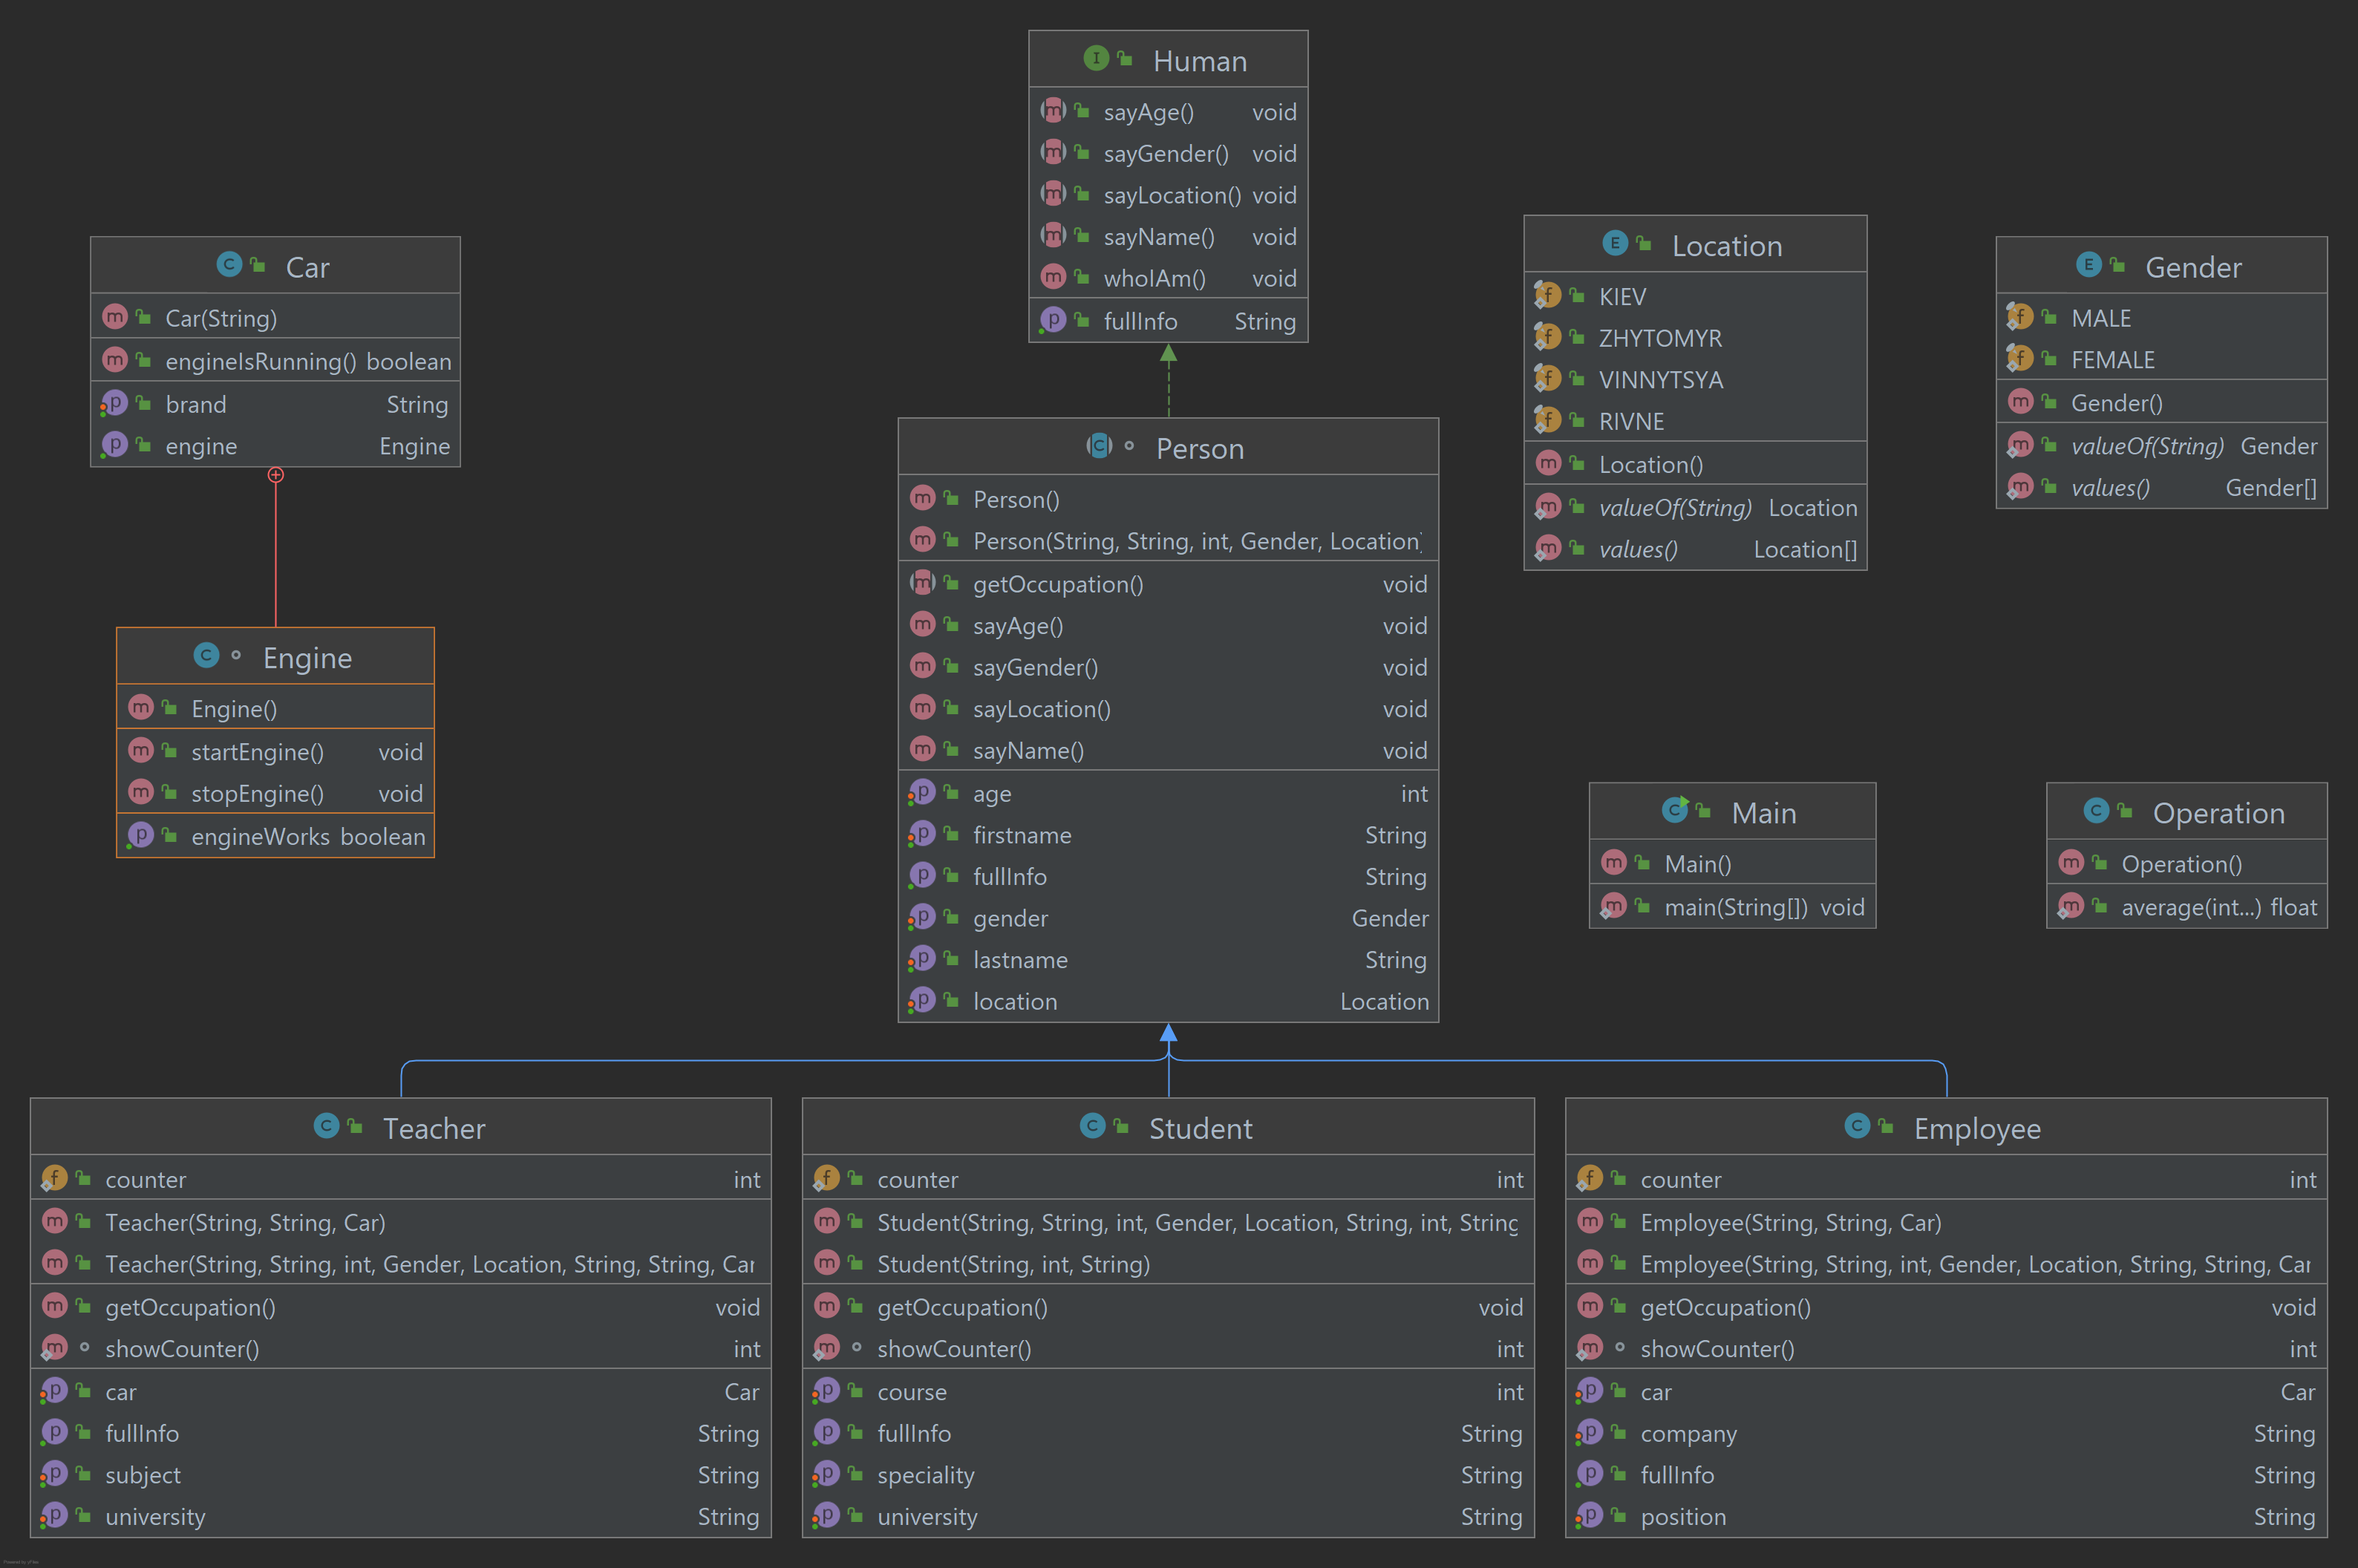 Human
sayAge() void
sayGender() void
sayLocation() void
sayName() void
whoIAm() void
fullInfo String
Car
Car(String)
engineIsRunning() boolean
brand String
engine Engine
Location
KIEV
ZHYTOMYR
VINNYTSYA
RIVNE
Location()
valueOf(String) Location
values() Location[]
Gender
MALE
FEMALE
Gender()
valueOf(String) Gender
values() Gender[]
Person
Person()
Person(String, String, int, Gender, Location)
getOccupation() void
sayAge() void
sayGender() void
sayLocation() void
sayName() void
age int
firstname String
fullInfo String
gender Gender
lastname String
location Location
Engine
Engine()
startEngine() void
stopEngine() void
engineWorks boolean
Main
Main()
main(String[]) void
Operation
Operation()
average(int...) float
Teacher
counter int
Teacher(String, String, Car)
Teacher(String, String, int, Gender, Location, String, String, Car
getOccupation() void
showCounter() int
car Car
fullInfo String
subject String
university String
Student
counter int
Student(String, String, int, Gender, Location, String, int, String
Student(String, int, String)
getOccupation() void
showCounter() int
course int
fullInfo String
speciality String
university String
Employee
counter int
Employee(String, String, Car)
Employee(String, String, int, Gender, Location, String, String, Car
getOccupation() void
showCounter() int
car Car
company String
fullInfo String
position String
Powered by yFiles